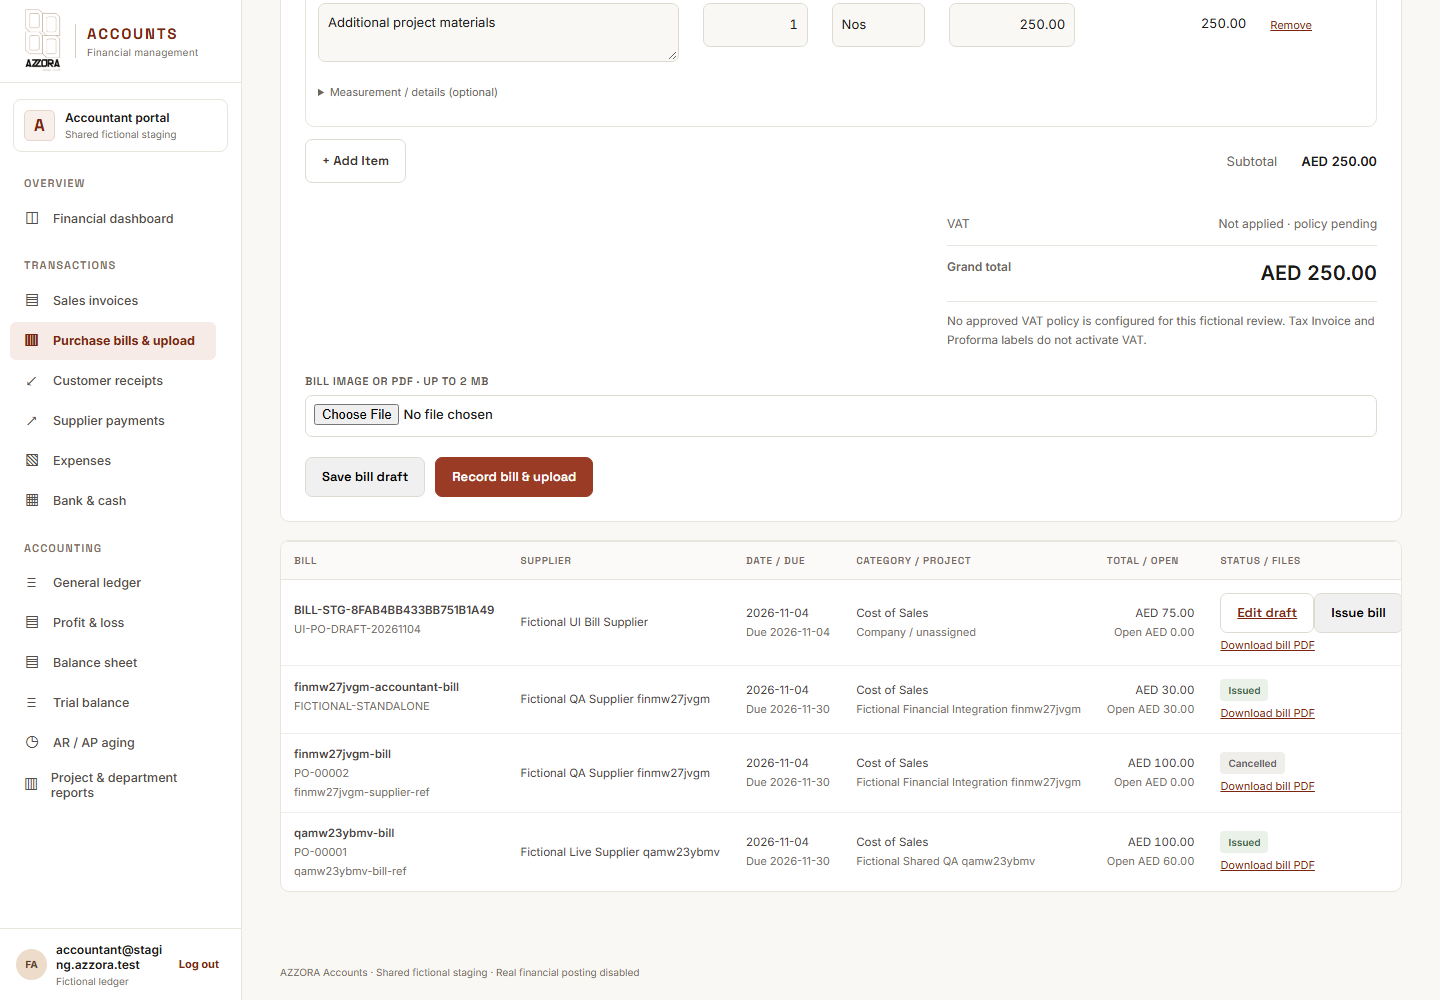 AZZORA
ACCOUNTS
Financial management
A
Accountant portal
Shared fictional staging
OVERVIEW
Financial dashboard
TRANSACTIONS
Sales invoices
Purchase bills & upload
Customer receipts
Supplier payments
Expenses
Bank & cash
ACCOUNTING
General ledger
Profit & loss
Balance sheet
Trial balance
AR / AP aging
Project & department
reports
FA
accountant@stagi
ng.azzora.test
Fictional ledger
Log out
Additional project materials
1
Nos
250.00
250.00
Remove
Measurement / details (optional)
+ Add Item
Subtotal AED 250.00
VAT Not applied · policy pending
Grand total AED 250.00
No approved VAT policy is configured for this fictional review. Tax Invoice and
Proforma labels do not activate VAT.
BILL IMAGE OR PDF · UP TO 2 MB
Choose File No file chosen
Save bill draft
Record bill & upload
BILL SUPPLIER DATE / DUE CATEGORY / PROJECT TOTAL / OPEN STATUS / FILES
BILL-STG-8FAB4BB433BB751B1A49
UI-PO-DRAFT-20261104
Fictional UI Bill Supplier
2026-11-04
Due 2026-11-04
Cost of Sales
Company / unassigned
AED 75.00
Open AED 0.00
Edit draft
Issue bill
Download bill PDF
finmw27jvgm-accountant-bill
FICTIONAL-STANDALONE
Fictional QA Supplier finmw27jvgm
2026-11-04
Due 2026-11-30
Cost of Sales
Fictional Financial Integration finmw27jvgm
AED 30.00
Open AED 30.00
Issued
Download bill PDF
finmw27jvgm-bill
PO-00002
finmw27jvgm-supplier-ref
Fictional QA Supplier finmw27jvgm
2026-11-04
Due 2026-11-30
Cost of Sales
Fictional Financial Integration finmw27jvgm
AED 100.00
Open AED 0.00
Cancelled
Download bill PDF
qamw23ybmv-bill
PO-00001
qamw23ybmv-bill-ref
Fictional Live Supplier qamw23ybmv
2026-11-04
Due 2026-11-30
Cost of Sales
Fictional Shared QA qamw23ybmv
AED 100.00
Open AED 60.00
Issued
Download bill PDF
AZZORA Accounts · Shared fictional staging · Real financial posting disabled